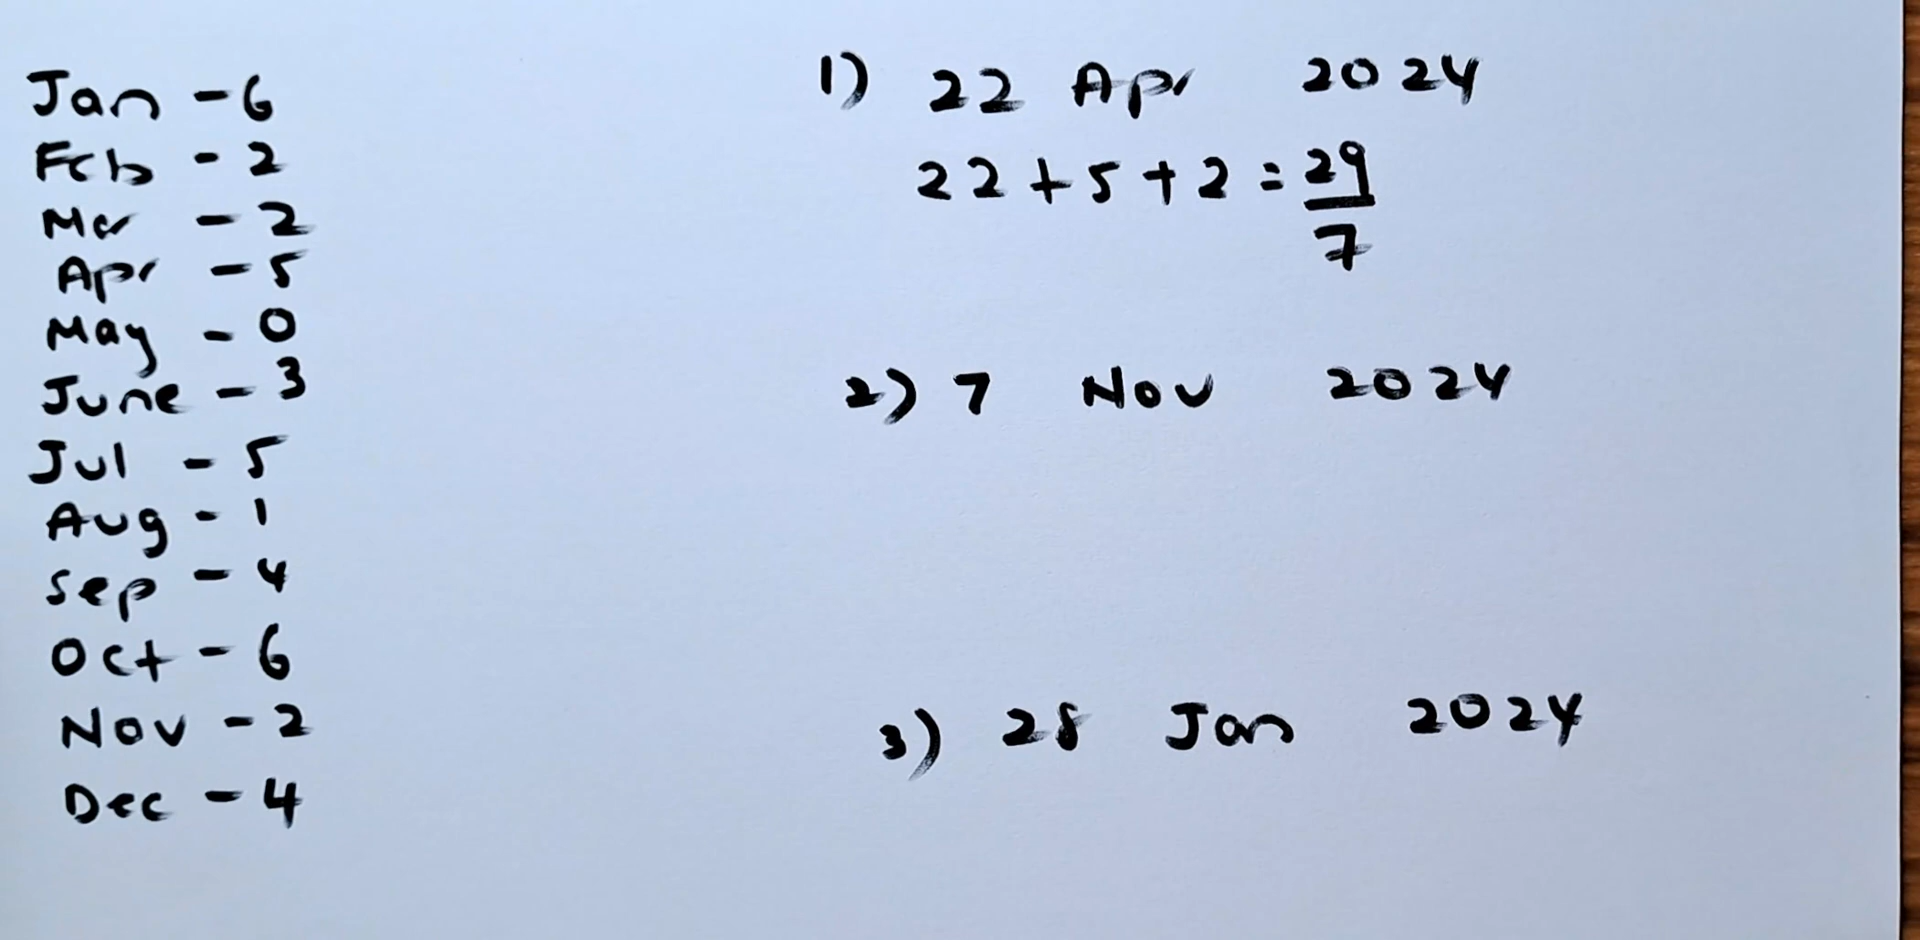 Jan - 6
Feb - 2
Mar - 2
Apr - 5
May - 0
June - 3
Jul - 5
Aug - 1
Sep - 4
Oct - 6
Nov - 2
Dec - 4
1) 22 Apr 2024
22 + 5 + 2 = 29
7
2) 7 Nov 2024
3) 28 Jan 2024